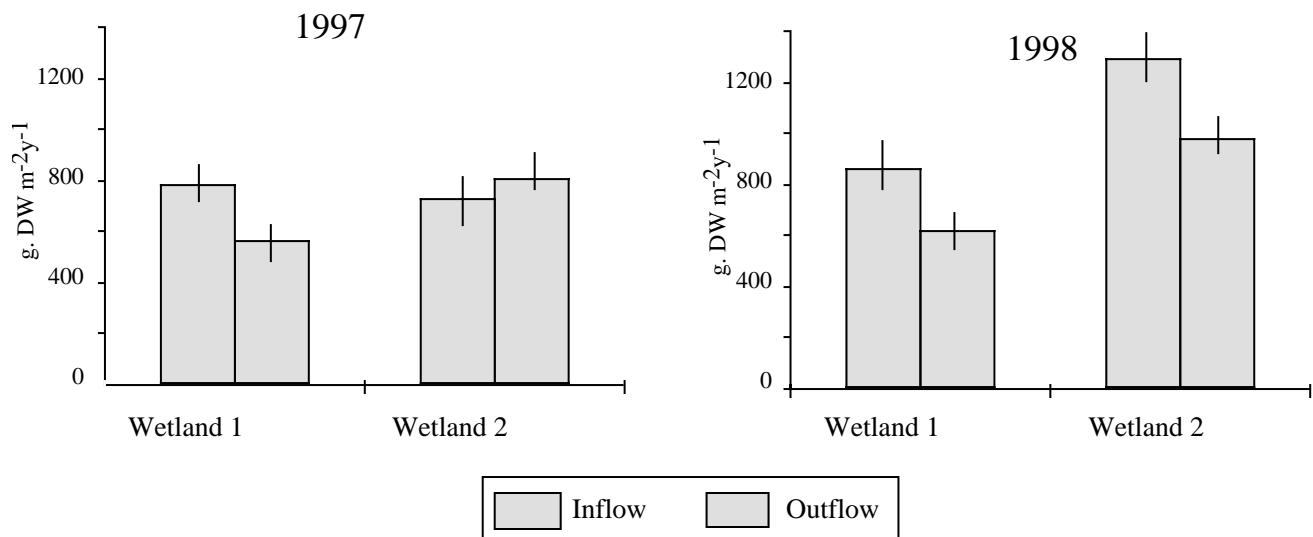 1997
1200
800
400
0
g. DW m-2y-1
Wetland 1 Wetland 2
1998
1200
800
400
0
g. DW m-2y-1
Wetland 1 Wetland 2
Inflow Outflow